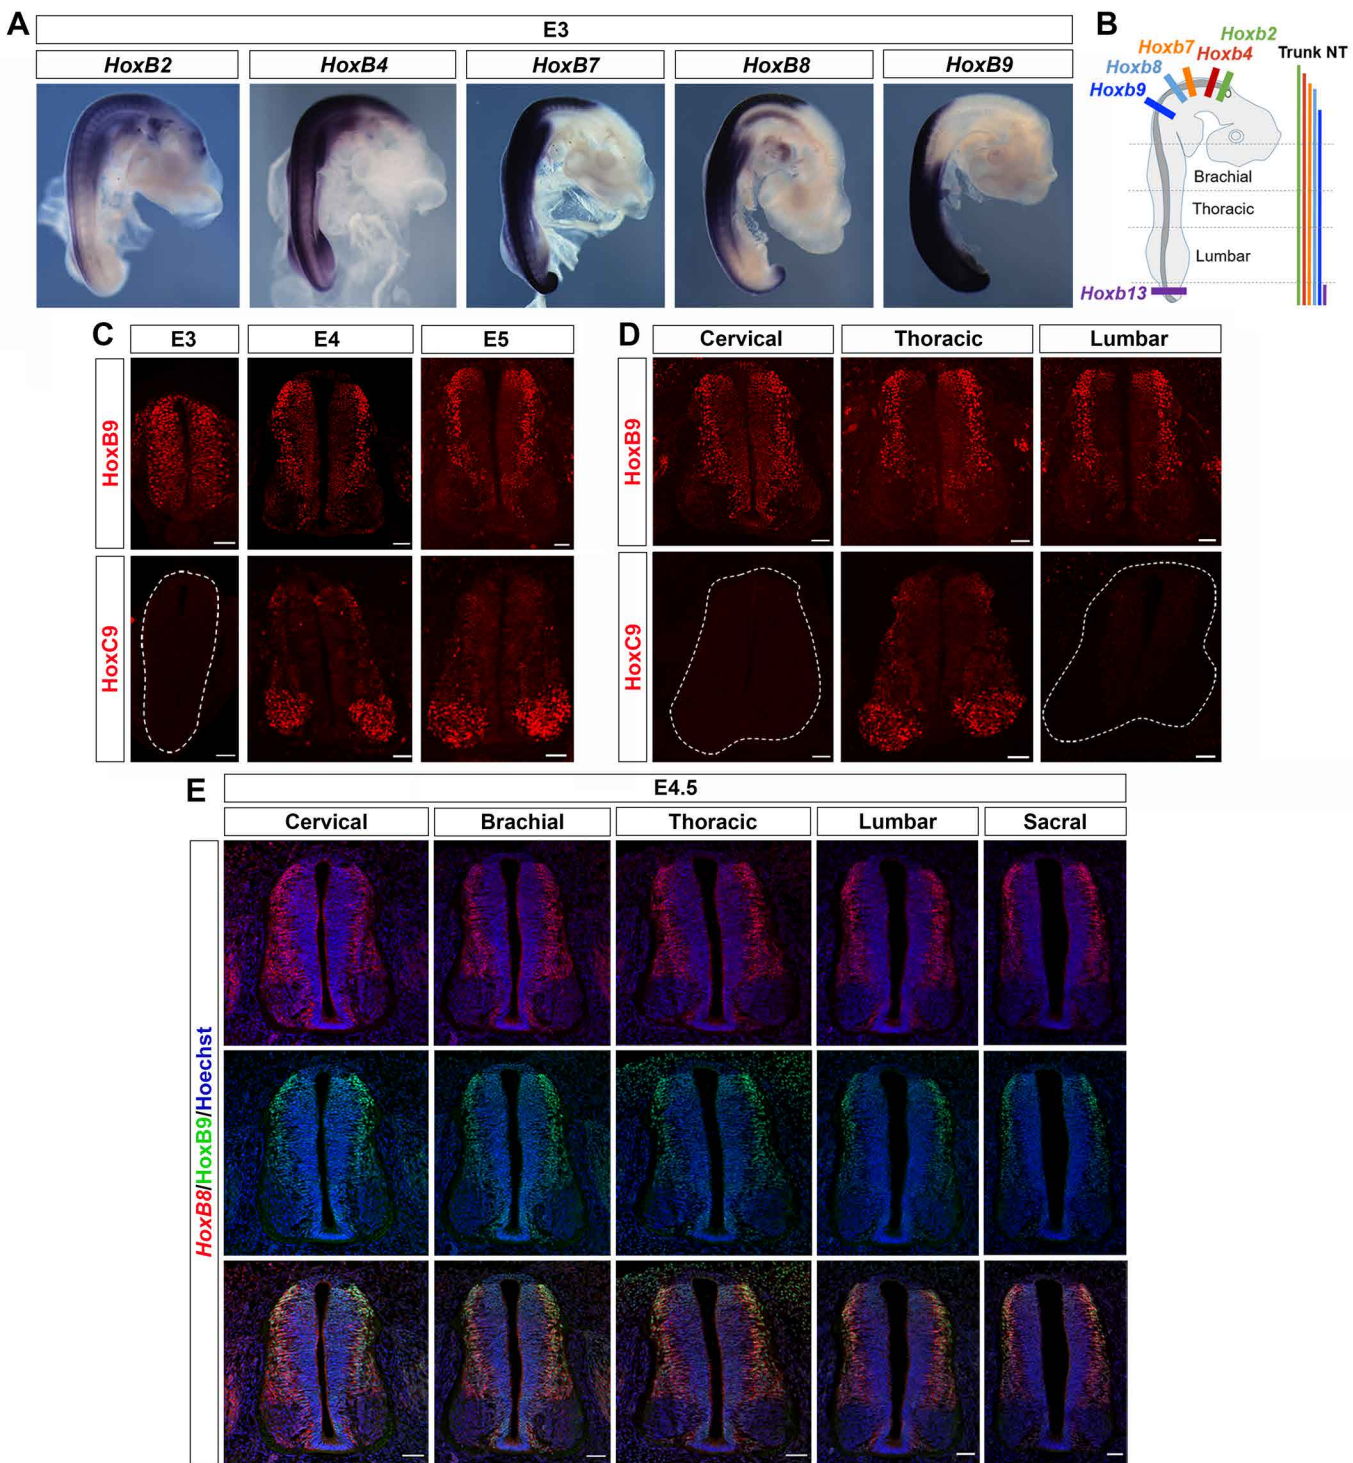 A
E3
HoxB2
HoxB4
HoxB7
HoxB8
HoxB9
B
Hoxb2
Hoxb7
Hoxb4
Trunk NT
Hoxb8
Hoxb9
Brachial
Thoracic
Lumbar
Hoxb13
C
E3
E4
E5
HoxB9
HoxC9
D
Cervical
Thoracic
Lumbar
HoxB9
HoxC9
E
E4.5
Cervical
Brachial
Thoracic
Lumbar
Sacral
HoxB8/HoxB9/Hoechst